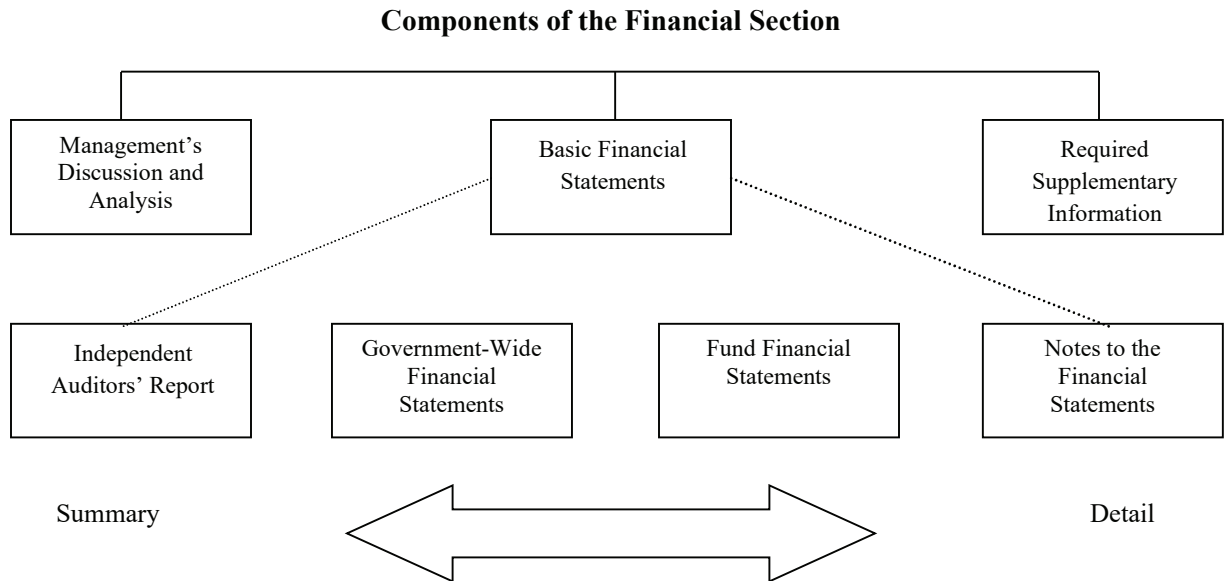 Components of the Financial Section
Management’s
Discussion and
Analysis
Basic Financial
Statements
Required
Supplementary
Information
Independent
Auditors’ Report
Government-Wide
Financial
Statements
Fund Financial
Statements
Notes to the
Financial
Statements
Summary
Detail